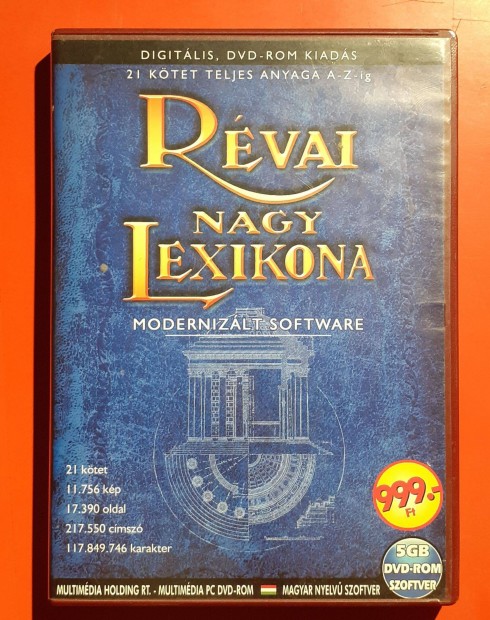 DIGITÁLIS, DVD-ROM KIADÁS
21 KÖTET TELJES ANYAGA A-Z-ig
RÉVAI
NAGY
LEXIKONA
MODERNIZÁLT SOFTWARE
21 kötet
11.756 kép
17.390 oldal
217.550 címszó
117.849.746 karakter
999.-
Ft
5GB
DVD-ROM
SZOFTVER
MULTIMÉDIA HOLDING RT. - MULTIMÉDIA PC DVD-ROM MAGYAR NYELVŰ SZOFTVER